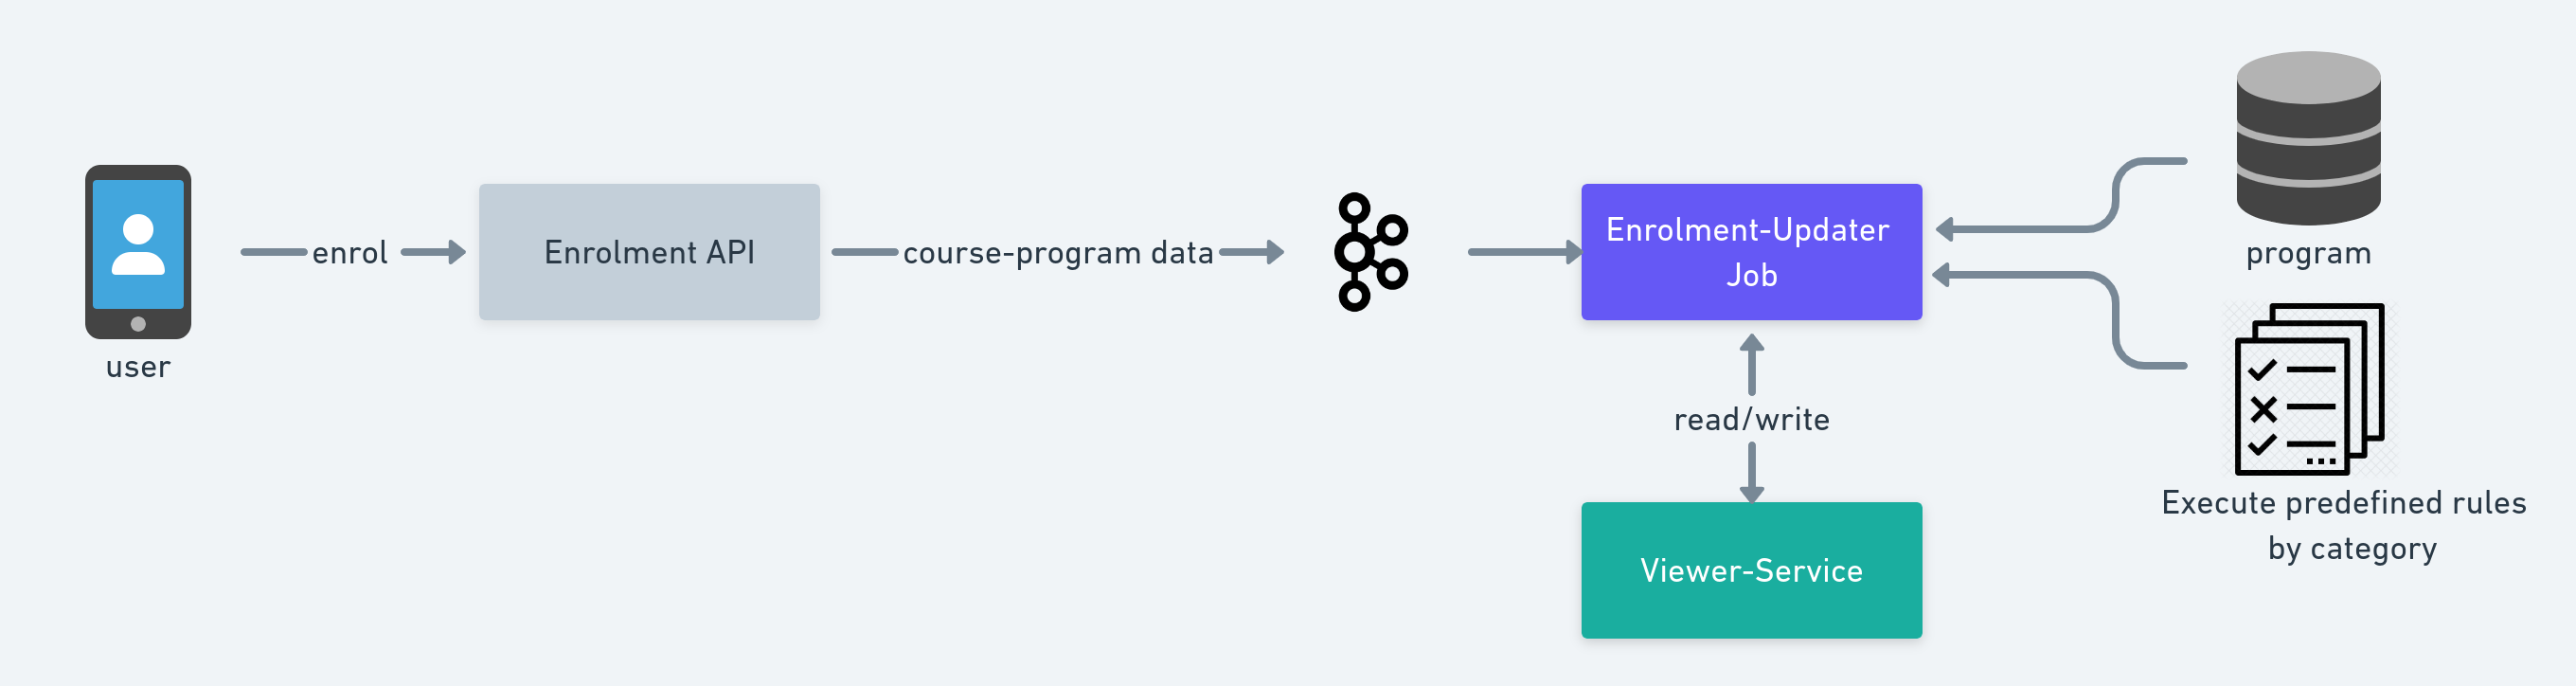 user
enrol
Enrolment API
course-program data
Enrolment-Updater
Job
read/write
Viewer-Service
program
Execute predefined rules
by category